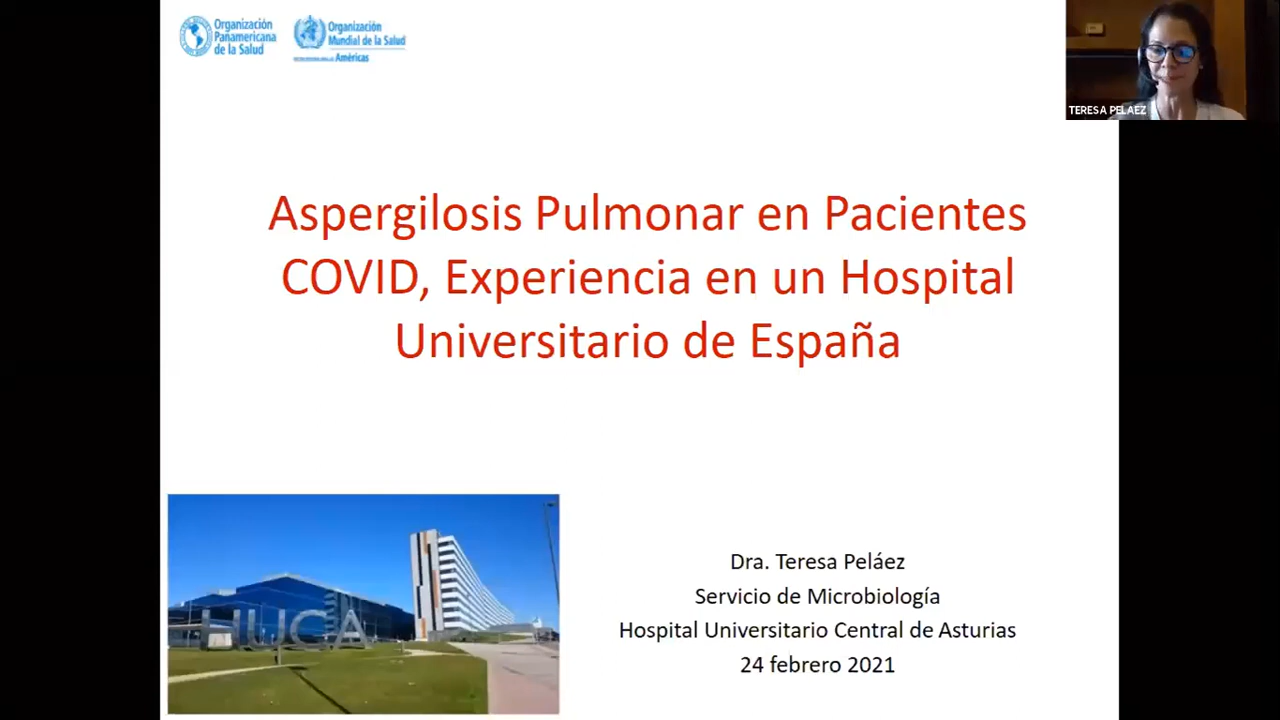 Organización
Panamericana
de la Salud
Organización
Mundial de la Salud
Américas
TERESA PELAEZ
Aspergilosis Pulmonar en Pacientes
COVID, Experiencia en un Hospital
Universitario de España
HUCA
Dra. Teresa Peláez
Servicio de Microbiología
Hospital Universitario Central de Asturias
24 febrero 2021